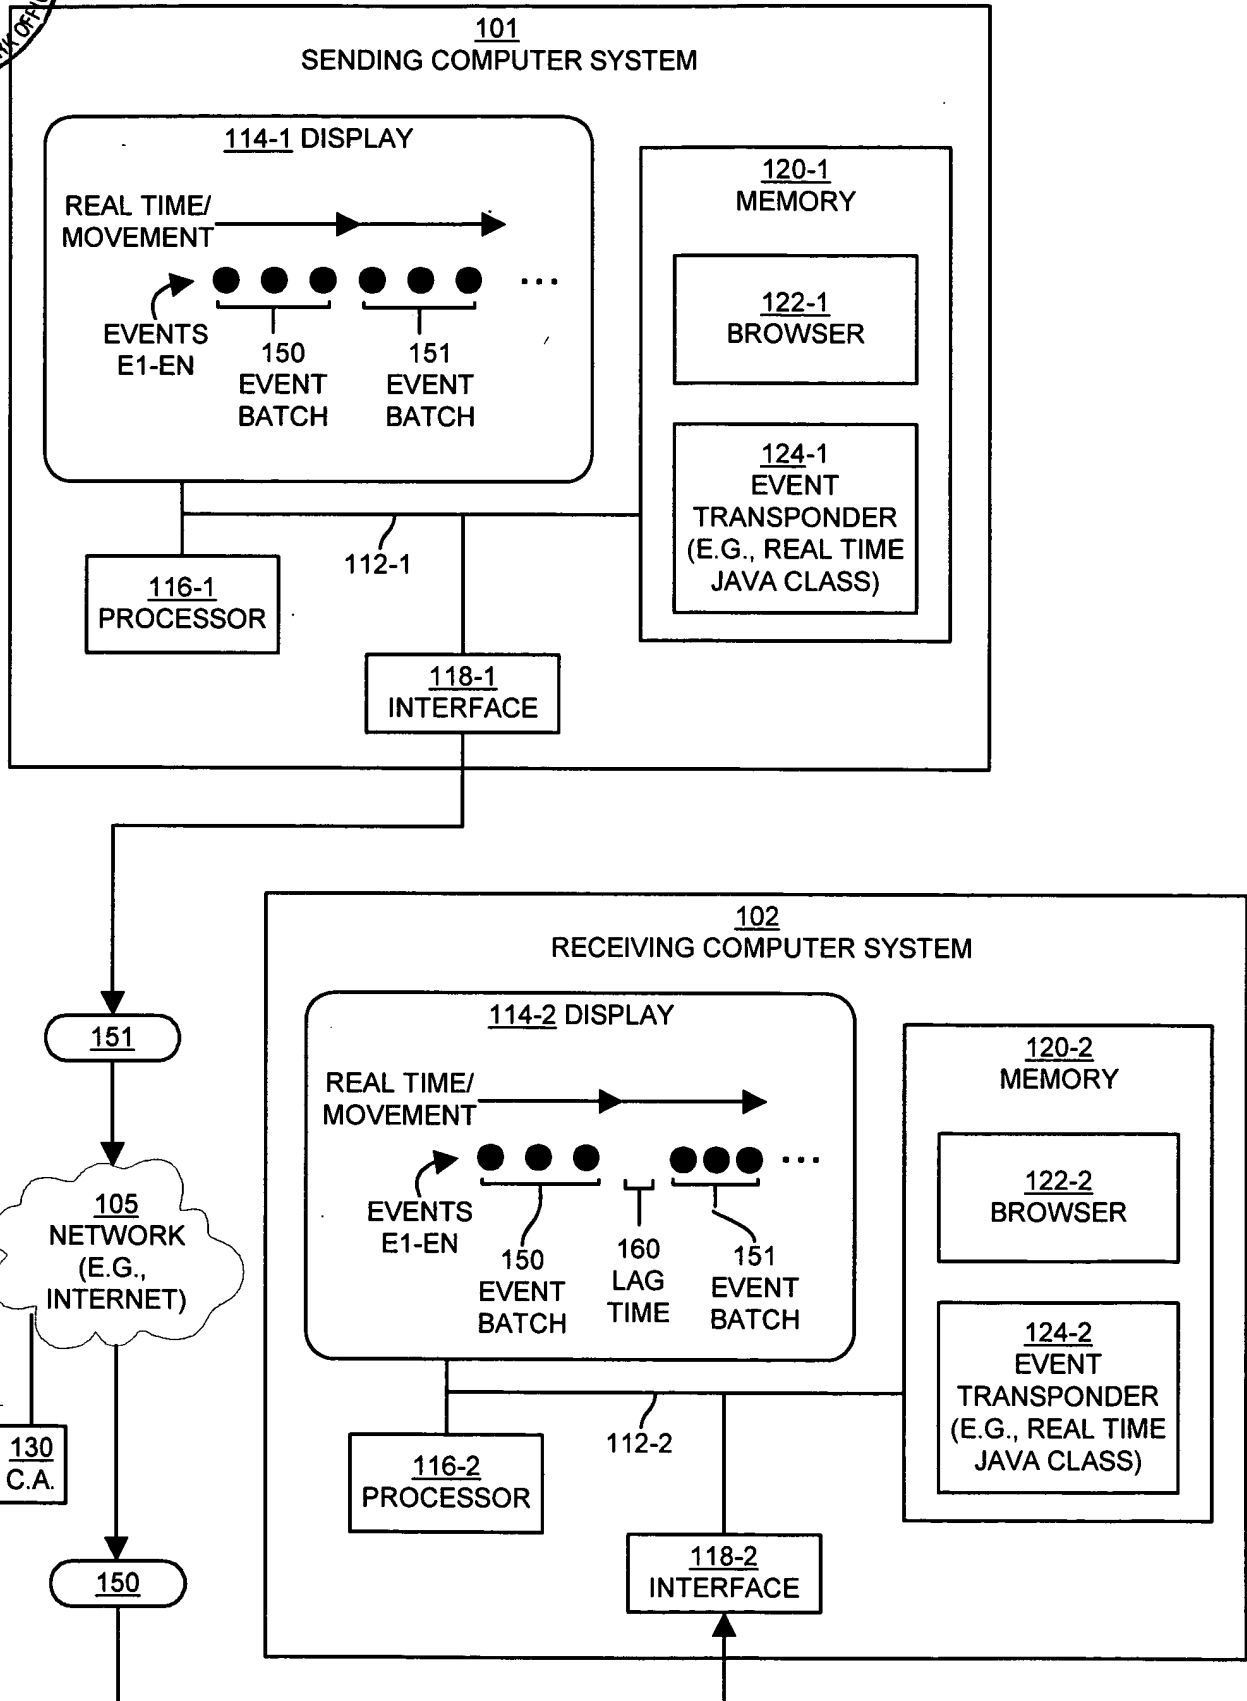 101
SENDING COMPUTER SYSTEM
114-1 DISPLAY
REAL TIME/
MOVEMENT
...
EVENTS
E1-EN
150
EVENT
BATCH
151
EVENT
BATCH
120-1
MEMORY
122-1
BROWSER
124-1
EVENT
TRANSPONDER
(E.G., REAL TIME
JAVA CLASS)
112-1
116-1
PROCESSOR
118-1
INTERFACE
151
105
NETWORK
(E.G.,
INTERNET)
130
C.A.
150
102
RECEIVING COMPUTER SYSTEM
114-2 DISPLAY
REAL TIME/
MOVEMENT
...
EVENTS
E1-EN
150
EVENT
BATCH
160
LAG
TIME
151
EVENT
BATCH
120-2
MEMORY
122-2
BROWSER
124-2
EVENT
TRANSPONDER
(E.G., REAL TIME
JAVA CLASS)
112-2
116-2
PROCESSOR
118-2
INTERFACE